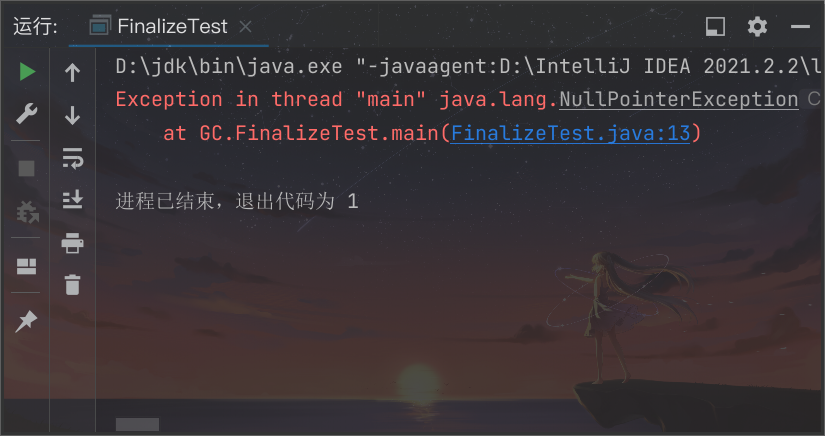 运行: FinalizeTest
D:\jdk\bin\java.exe "-javaagent:D:\IntelliJ IDEA 2021.2.2\l
Exception in thread "main" java.lang.NullPointerException C
at GC.FinalizeTest.main(FinalizeTest.java:13)
进程已结束，退出代码为 1